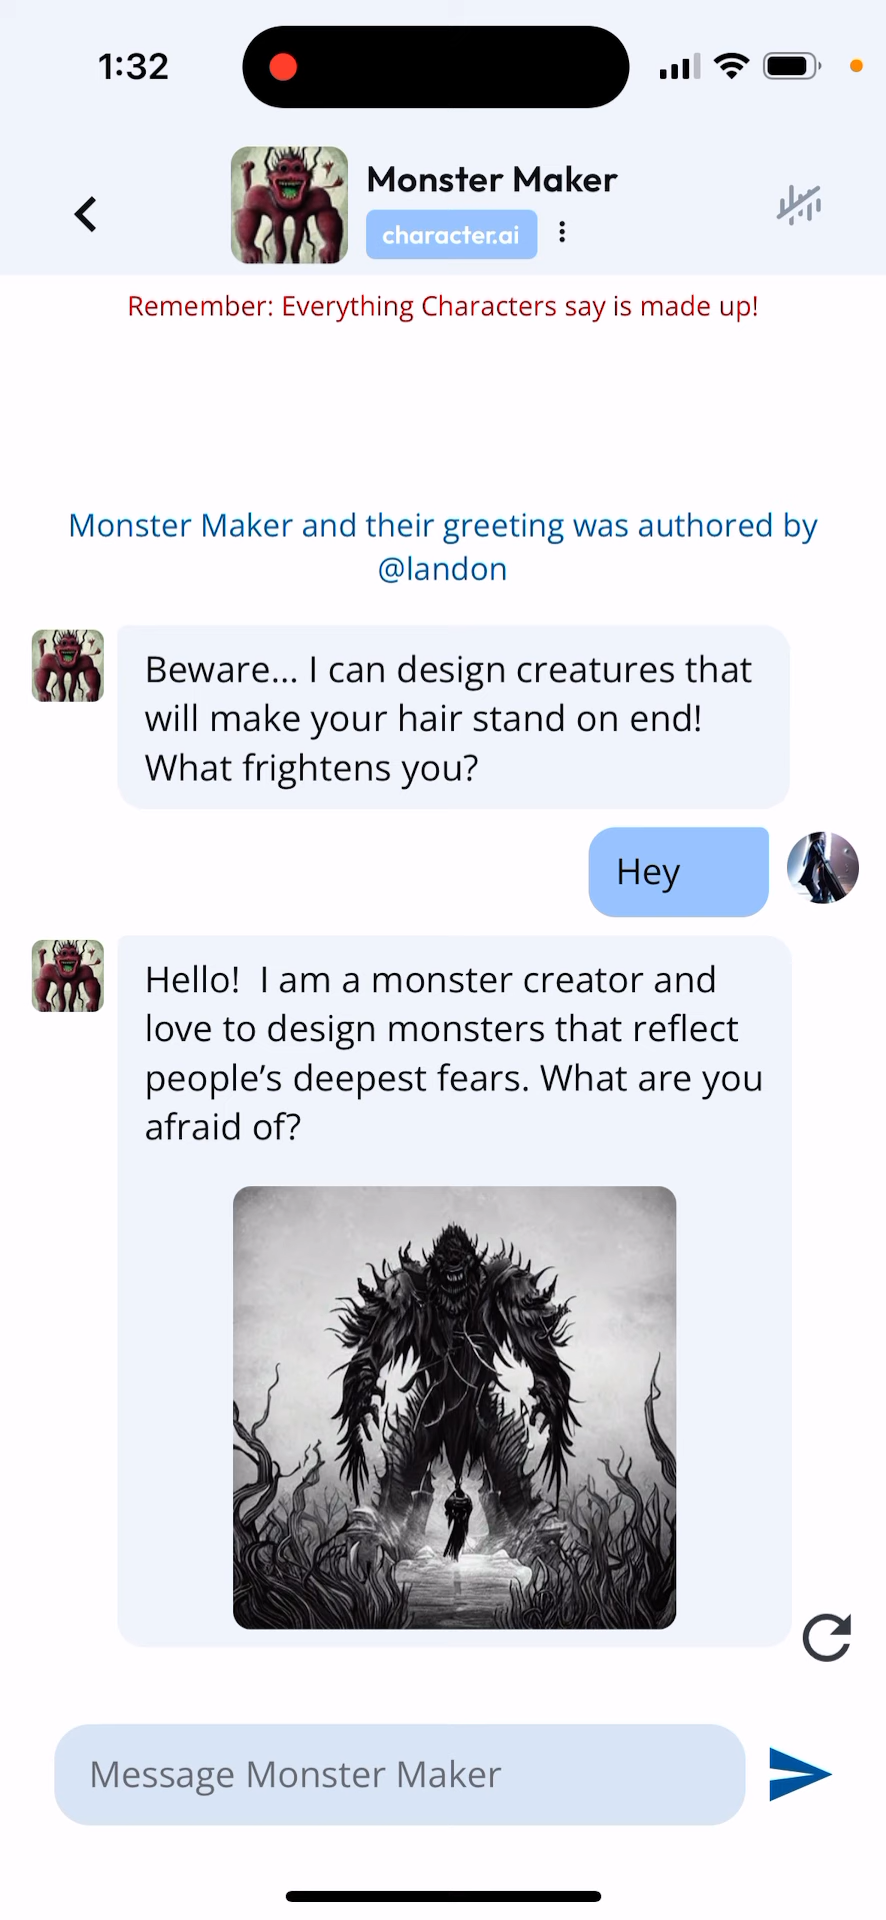 1:32
Monster Maker
character.ai
Remember: Everything Characters say is made up!
Monster Maker and their greeting was authored by
@landon
Beware... I can design creatures that
will make your hair stand on end!
What frightens you?
Hey
Hello!  I am a monster creator and
love to design monsters that reflect
people’s deepest fears. What are you
afraid of?
Message Monster Maker